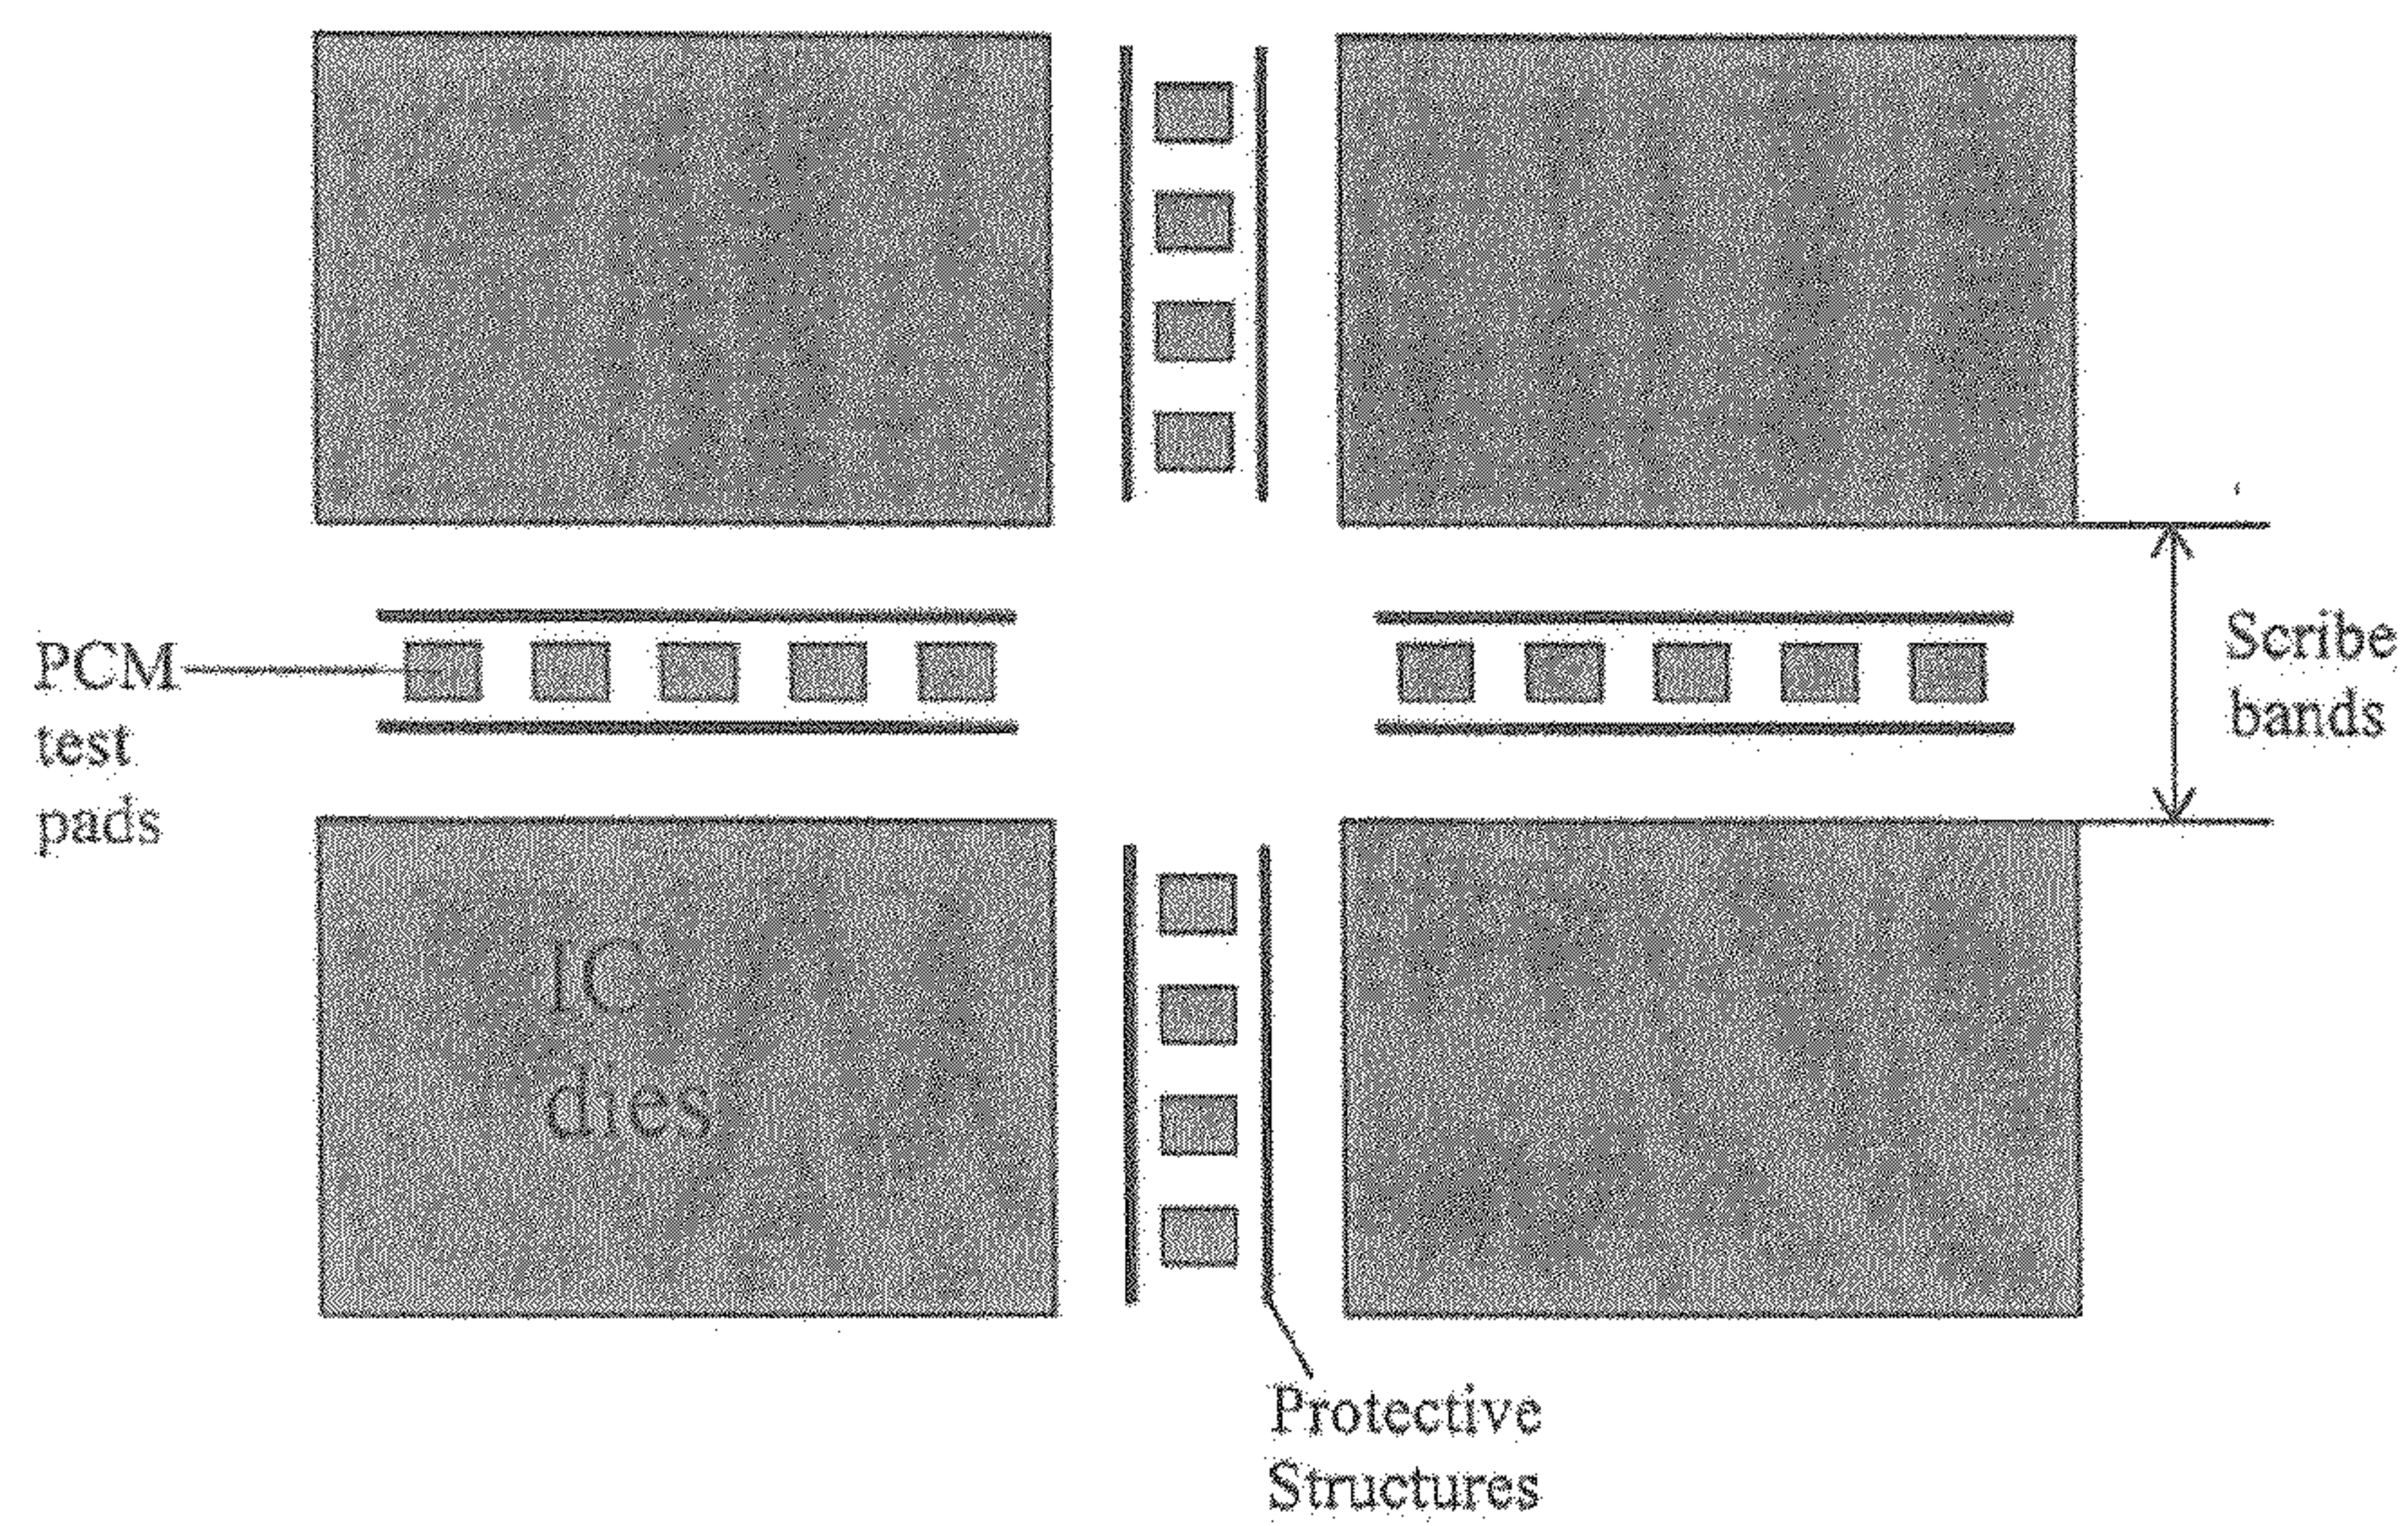 PCM
test
pads
Scribe
bands
IC
dies
Protective
Structures